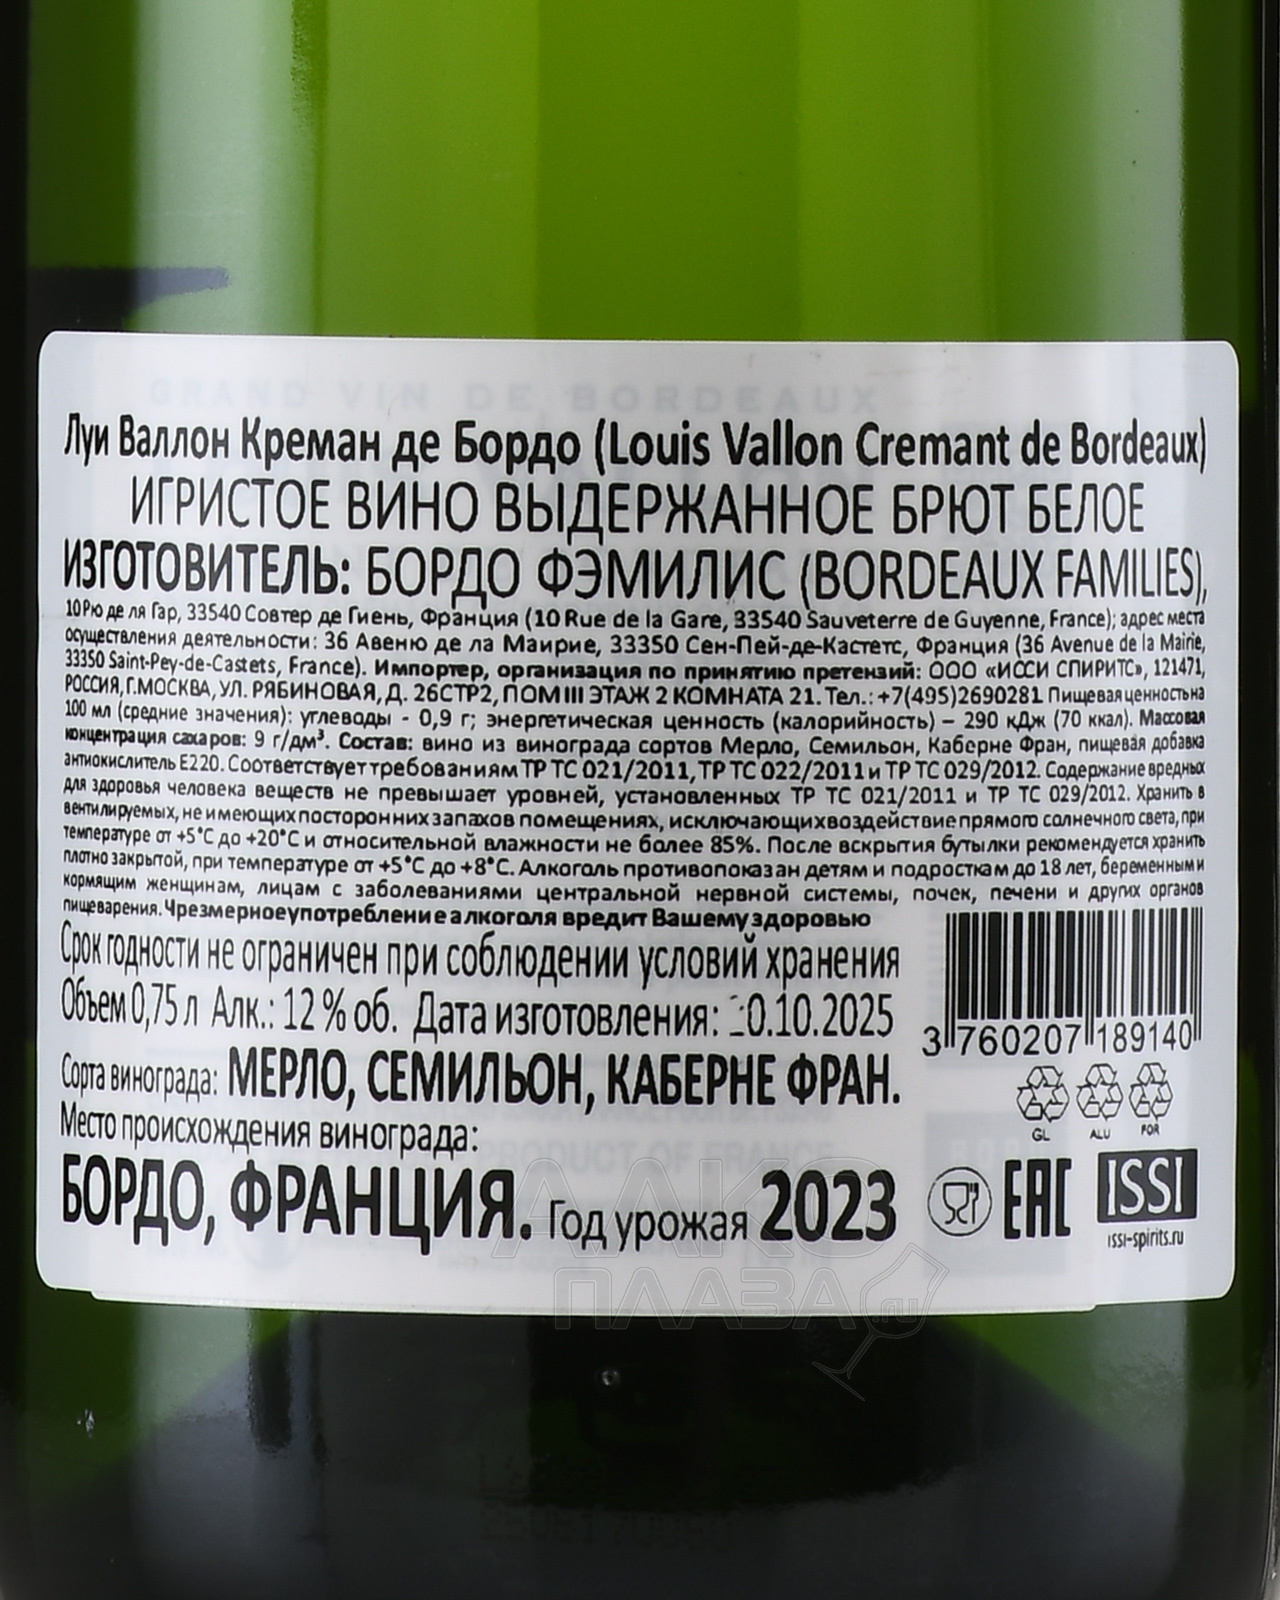 GRAND VIN DE BORDEAUX
Луи Валлон Креман де Бордо (Louis Vallon Cremant de Bordeaux)
ИГРИСТОЕ ВИНО ВЫДЕРЖАННОЕ БРЮТ БЕЛОЕ
ИЗГОТОВИТЕЛЬ: БОРДО ФЭМИЛИС (BORDEAUX FAMILIES),
10 Рю де ля Гар, 33540 Совтер де Гиень, Франция (10 Rue de la Gare, 33540 Sauveterre de Guyenne, France); адрес места
осуществления деятельности: 36 Авеню де ла Маирие, 33350 Сен-Пей-де-Кастетс, Франция (36 Avenue de la Mairie,
33350 Saint-Pey-de-Castets, France). Импортер, организация по принятию претензий: ООО «ИССИ СПИРИТС», 121471,
РОССИЯ, Г.МОСКВА, УЛ. РЯБИНОВАЯ, Д. 26СТР2, ПОМ III ЭТАЖ 2 КОМНАТА 21. Тел.: +7(495)2690281. Пищевая ценность на
100 мл (средние значения): углеводы - 0,9 г; энергетическая ценность (калорийность) – 290 кДж (70 ккал). Массовая
концентрация сахаров: 9 г/дм³. Состав: вино из винограда сортов Мерло, Семильон, Каберне Фран, пищевая добавка
антиокислитель Е220. Соответствует требованиям ТР ТС 021/2011, ТР ТС 022/2011 и ТР ТС 029/2012. Содержание вредных
для здоровья человека веществ не превышает уровней, установленных ТР ТС 021/2011 и ТР ТС 029/2012. Хранить в
вентилируемых, не имеющих посторонних запахов помещениях, исключающих воздействие прямого солнечного света, при
температуре от +5°С до +20°С и относительной влажности не более 85%. После вскрытия бутылки рекомендуется хранить
плотно закрытой, при температуре от +5°С до +8°С. Алкоголь противопоказан детям и подросткам до 18 лет, беременным и
кормящим женщинам, лицам с заболеваниями центральной нервной системы, почек, печени и других органов
пищеварения. Чрезмерное употребление алкоголя вредит Вашему здоровью
Срок годности не ограничен при соблюдении условий хранения
Объем 0,75 л Алк.: 12 % об. Дата изготовления: 20.10.2025
3 760207 189140
Сорта винограда: МЕРЛО, СЕМИЛЬОН, КАБЕРНЕ ФРАН.
GL ALU FOR
Место происхождения винограда:
PRODUCT OF FRANCE
БОРДО, ФРАНЦИЯ. Год урожая 2023
EAC ISSI
issi-spirits.ru
АЛКО
ПЛАЗА.ru